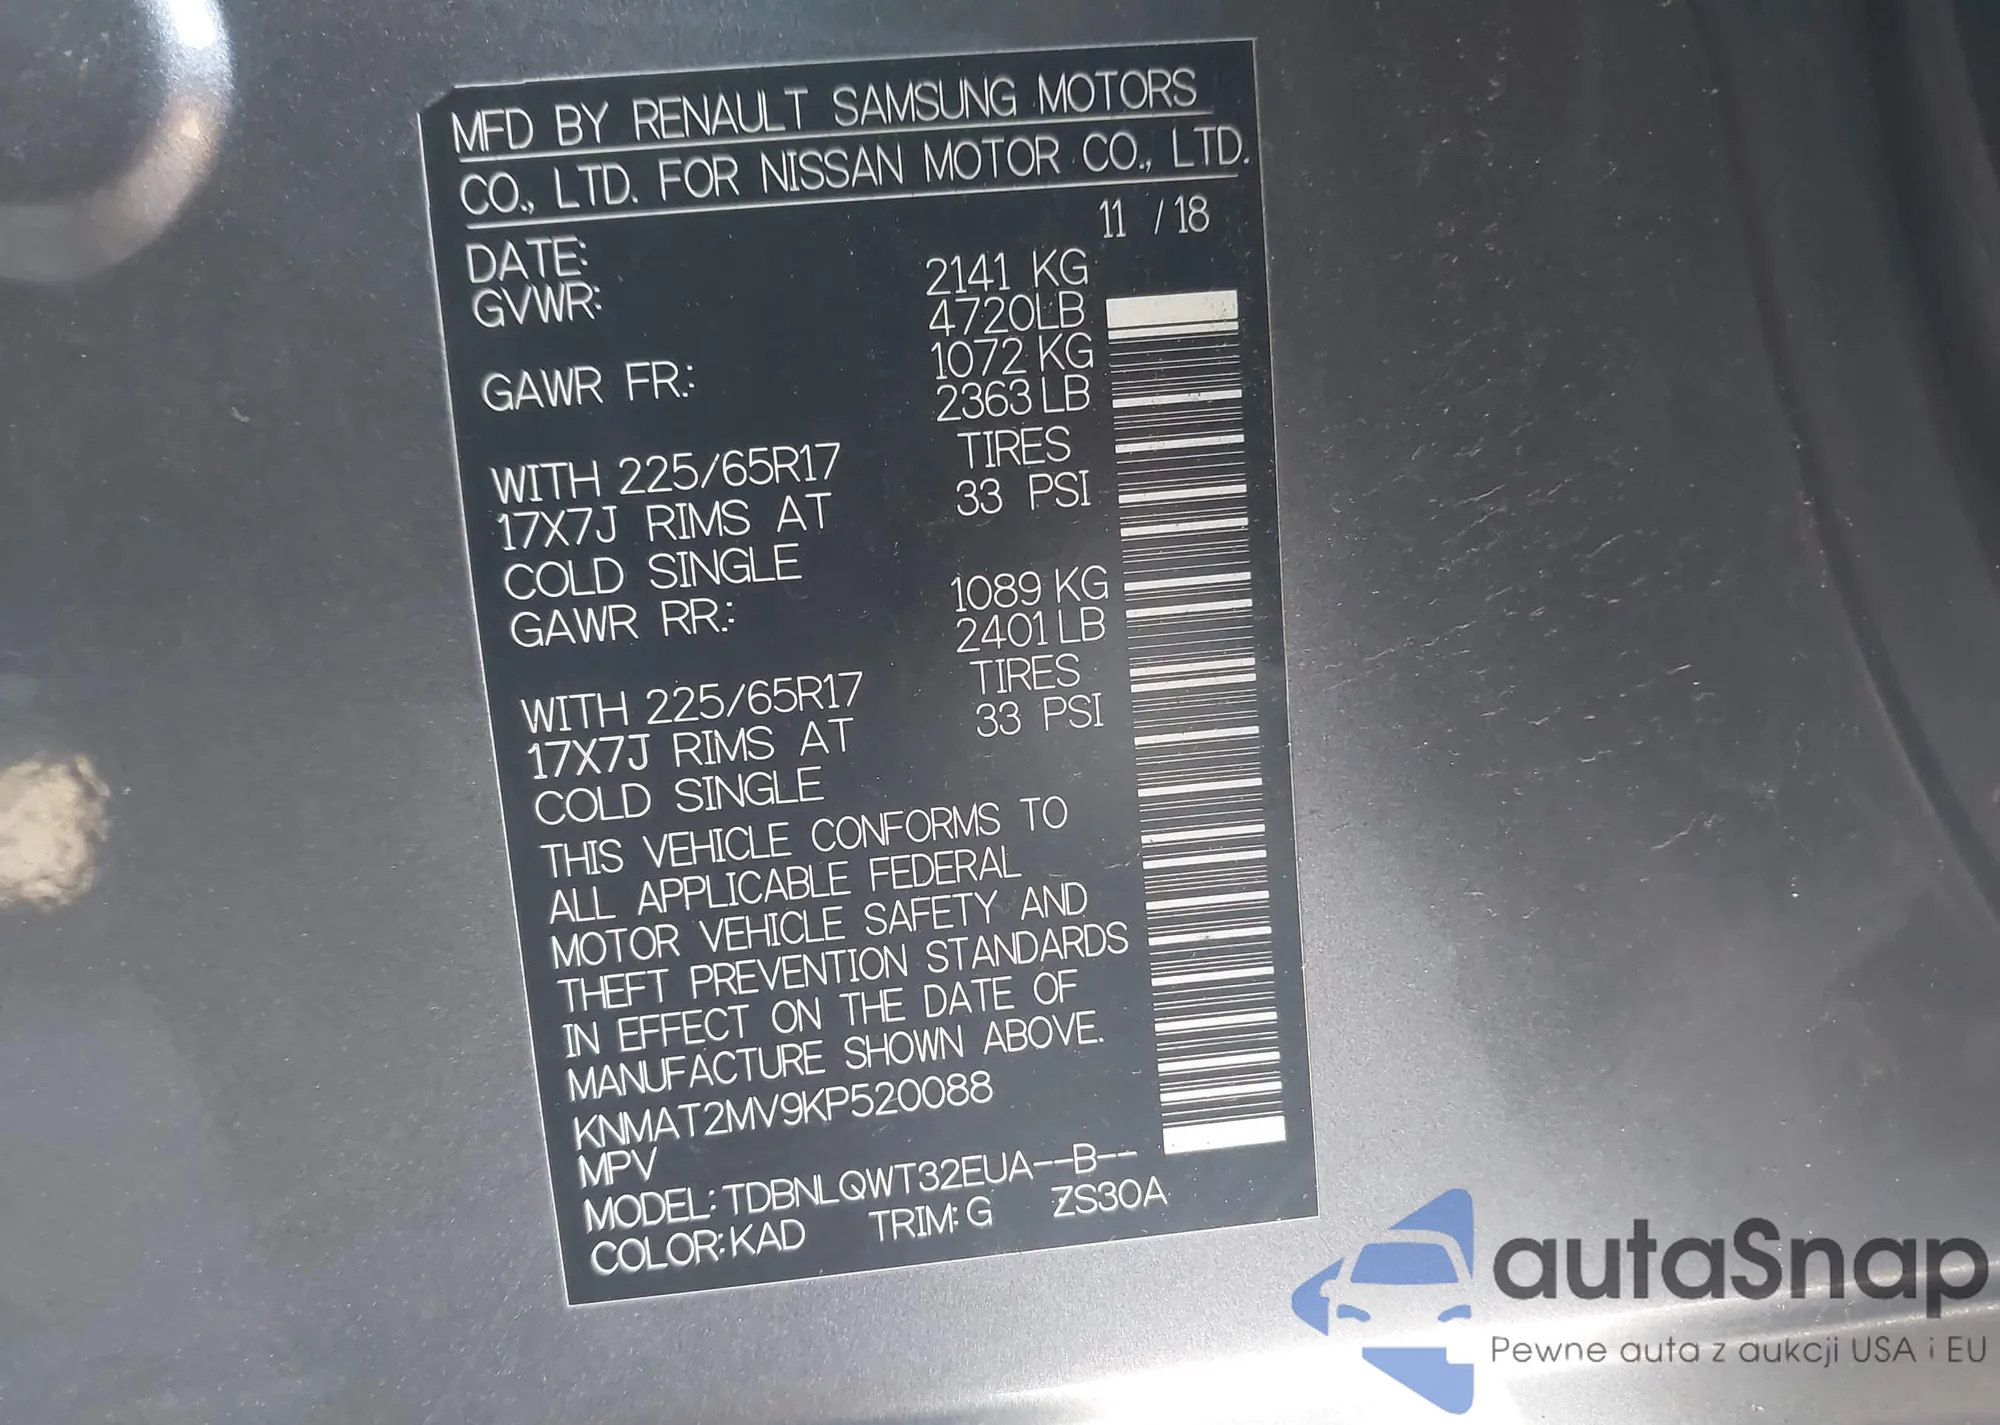 MFD BY RENAULT SAMSUNG MOTORS
CO., LTD. FOR NISSAN MOTOR CO., LTD.
DATE: 11 / 18
GVWR: 2141 KG
4720LB
GAWR FR.: 1072 KG
2363 LB
WITH 225/65R17 TIRES
17X7J RIMS AT 33 PSI
COLD SINGLE
GAWR RR.: 1089 KG
2401 LB
WITH 225/65R17 TIRES
17X7J RIMS AT 33 PSI
COLD SINGLE
THIS VEHICLE CONFORMS TO
ALL APPLICABLE FEDERAL
MOTOR VEHICLE SAFETY AND
THEFT PREVENTION STANDARDS
IN EFFECT ON THE DATE OF
MANUFACTURE SHOWN ABOVE.
KNMAT2MV9KP520088
MPV
MODEL: TDBNLQWT32EUA--B--
COLOR: KAD TRIM: G ZS30A
autaSnap
Pewne auta z aukcji USA i EU